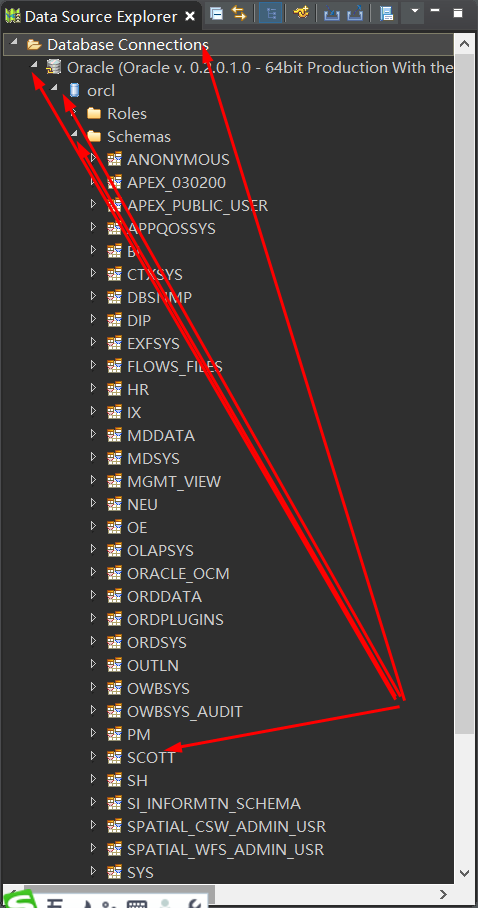 Data Source Explorer
Database Connections
Oracle (Oracle v. 0.2.0.1.0 - 64bit Production With the
orcl
Roles
Schemas
ANONYMOUS
APEX_030200
APEX_PUBLIC_USER
APPQOSSYS
BI
CTXSYS
DBSNMP
DIP
EXFSYS
FLOWS_FILES
HR
IX
MDDATA
MDSYS
MGMT_VIEW
NEU
OE
OLAPSYS
ORACLE_OCM
ORDDATA
ORDPLUGINS
ORDSYS
OUTLN
OWBSYS
OWBSYS_AUDIT
PM
SCOTT
SH
SI_INFORMTN_SCHEMA
SPATIAL_CSW_ADMIN_USR
SPATIAL_WFS_ADMIN_USR
SYS